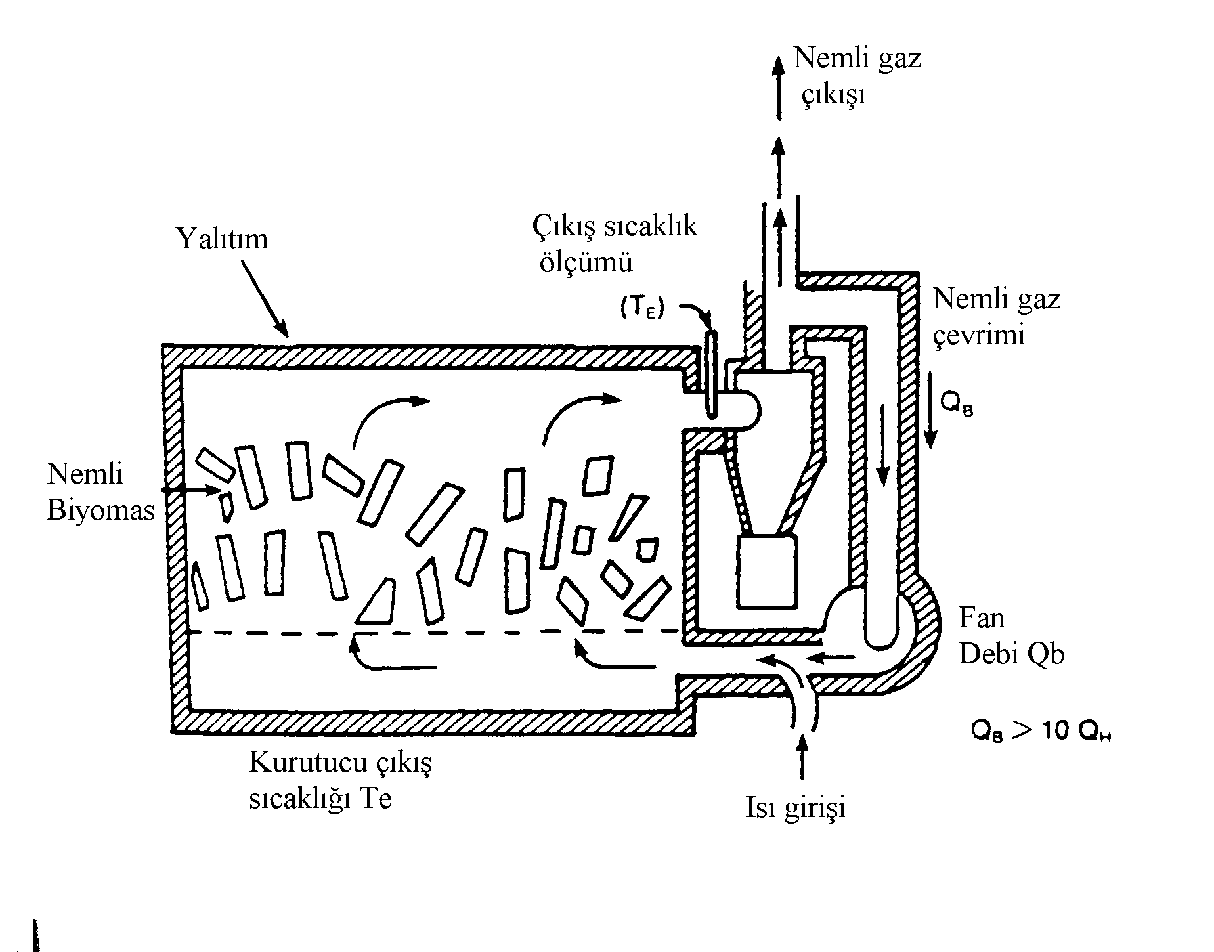 Nemli gaz
çıkışı
Çıkış sıcaklık
ölçümü
(TE)
Yalıtım
Nemli gaz
çevrimi
QB
Nemli
Biyomas
Fan
Debi Qb
QB > 10 QH
Kurutucu çıkış
sıcaklığı Te
Isı girişi